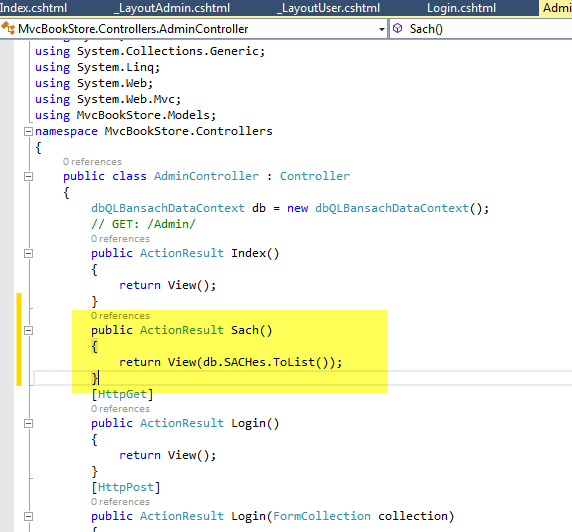 Index.cshtml _LayoutAdmin.cshtml _LayoutUser.cshtml Login.cshtml Admi
MvcBookStore.Controllers.AdminController Sach()
using System.Collections.Generic;
using System.Linq;
using System.Web;
using System.Web.Mvc;
using MvcBookStore.Models;
namespace MvcBookStore.Controllers
{
0 references
public class AdminController : Controller
{
dbQLBansachDataContext db = new dbQLBansachDataContext();
// GET: /Admin/
0 references
public ActionResult Index()
{
return View();
}
0 references
public ActionResult Sach()
{
return View(db.SACHes.ToList());
}
[HttpGet]
0 references
public ActionResult Login()
{
return View();
}
[HttpPost]
0 references
public ActionResult Login(FormCollection collection)